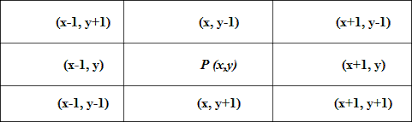 (x-1, y+1) (x, y-1) (x+1, y-1)
(x-1, y) P (x,y) (x+1, y)
(x-1, y-1) (x, y+1) (x+1, y+1)